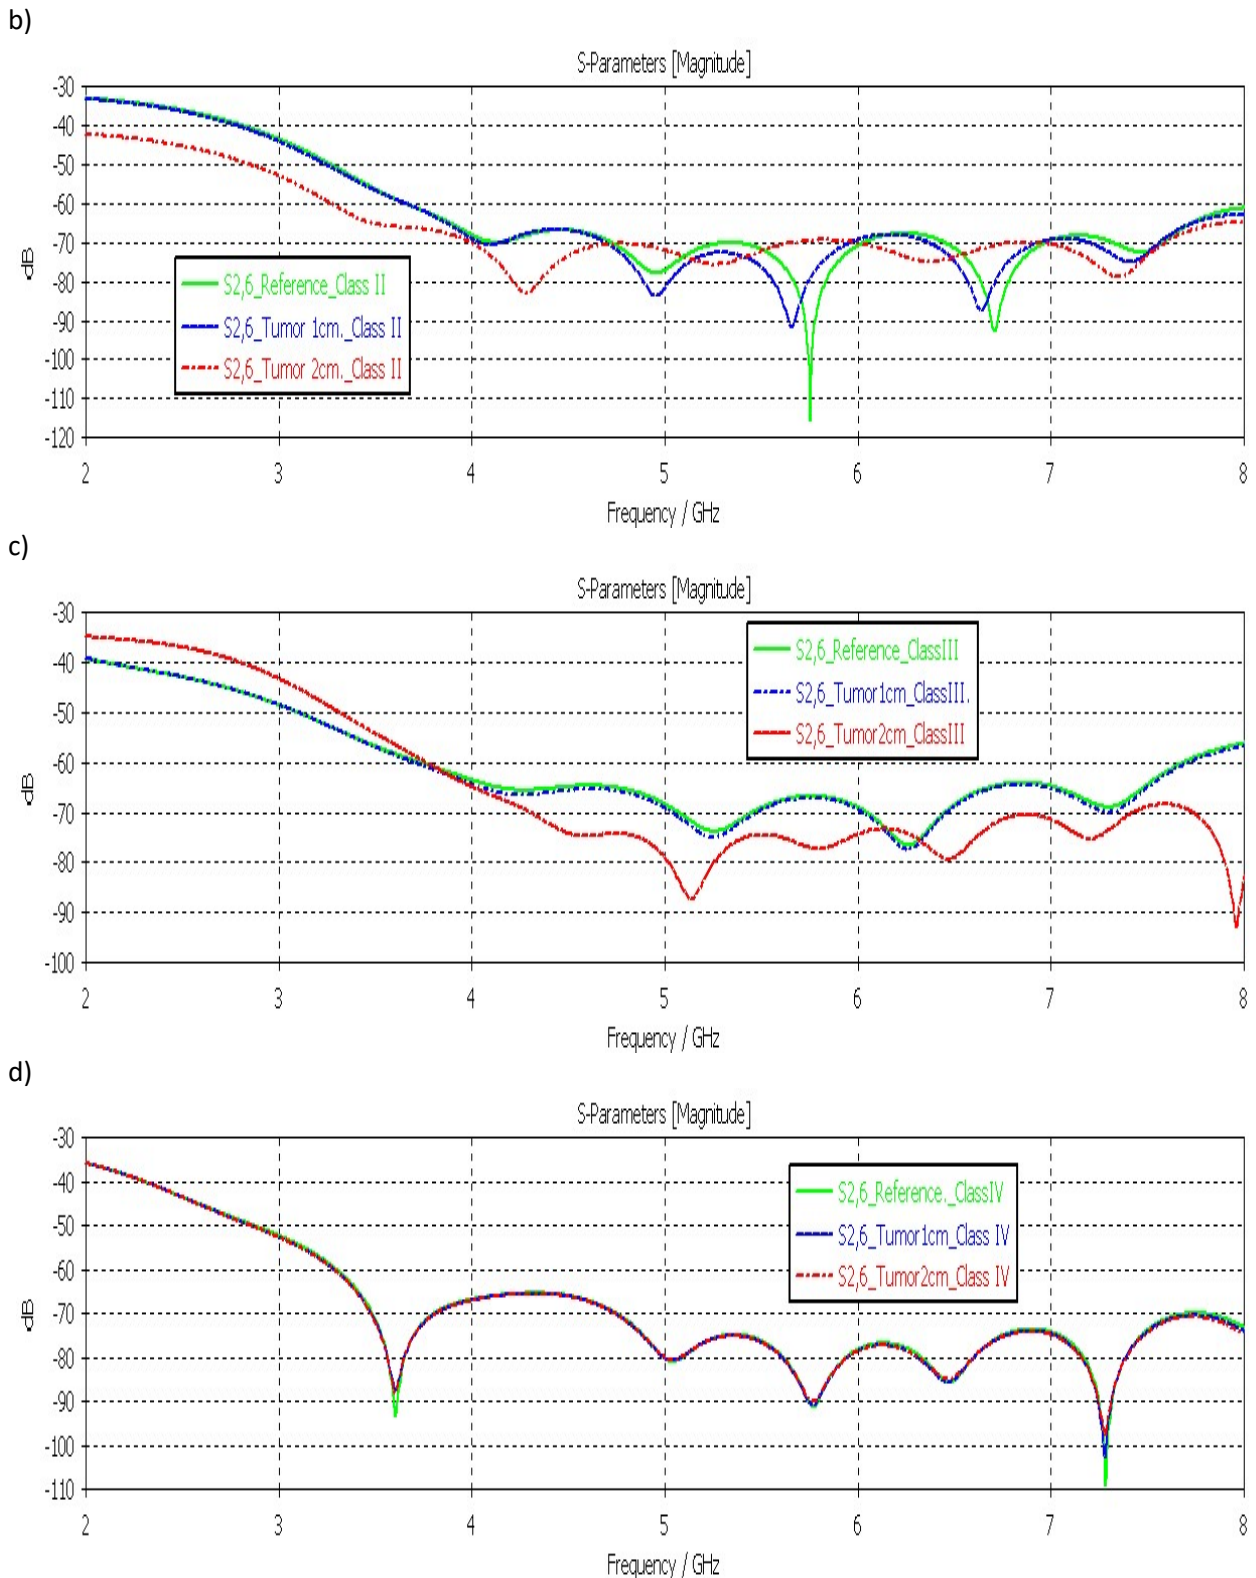 b)
S-Parameters [Magnitude]
-30
-40
-50
-60
-70
-80
-90
-100
-110
-120
dB
S2,6_Reference_Class II
S2,6_Tumor 1cm._Class II
S2,6_Tumor 2cm._Class II
2 3 4 5 6 7 8
Frequency / GHz
c)
S-Parameters [Magnitude]
-30
-40
-50
-60
-70
-80
-90
-100
dB
S2,6_Reference_ClassIII
S2,6_Tumor1cm_ClassIII.
S2,6_Tumor2cm_ClassIII
2 3 4 5 6 7 8
Frequency / GHz
d)
S-Parameters [Magnitude]
-30
-40
-50
-60
-70
-80
-90
-100
-110
dB
S2,6_Reference._ClassIV
S2,6_Tumor1cm_Class IV
S2,6_Tumor2cm_Class IV
2 3 4 5 6 7 8
Frequency / GHz